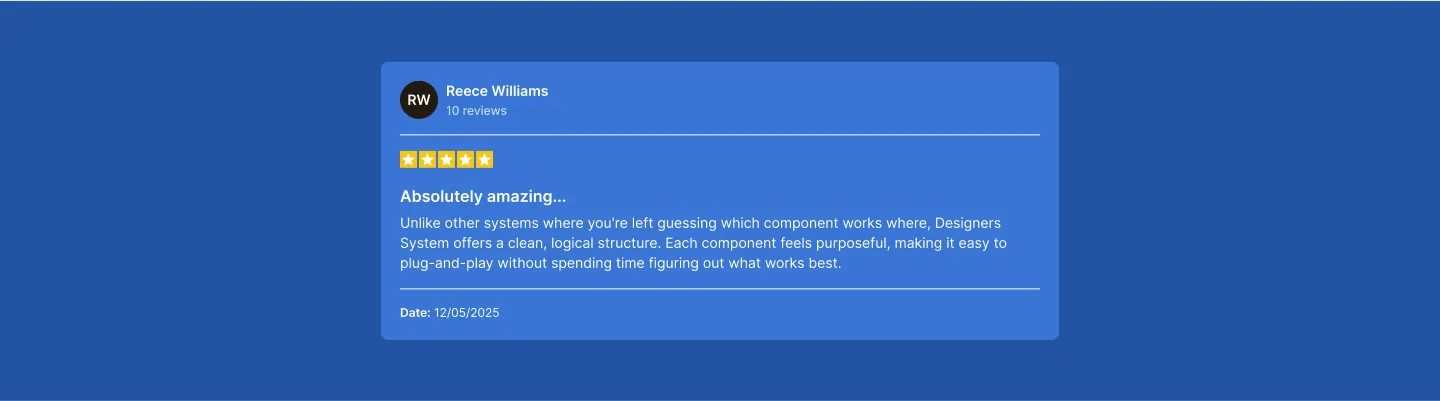 RW
Reece Williams
10 reviews
Absolutely amazing...
Unlike other systems where you're left guessing which component works where, Designers
System offers a clean, logical structure. Each component feels purposeful, making it easy to
plug-and-play without spending time figuring out what works best.
Date: 12/05/2025